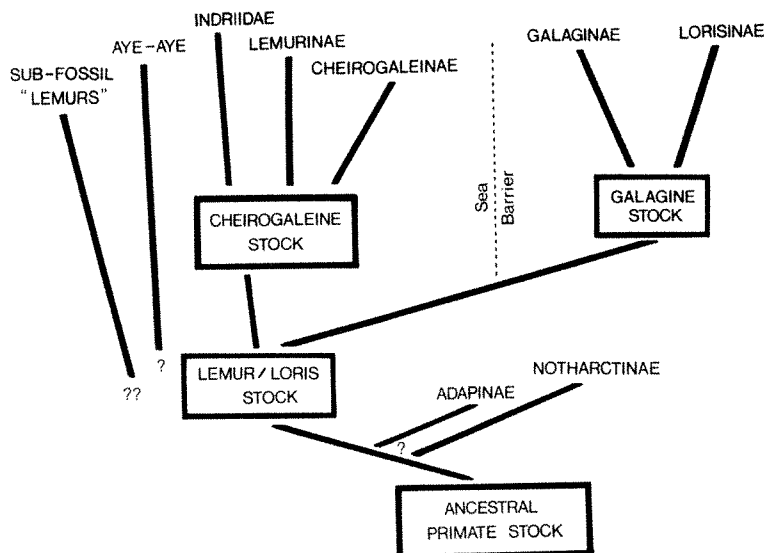 INDRIIDAE
AYE-AYE
LEMURINAE
GALAGINAE
LORISINAE
SUB-FOSSIL
"LEMURS"
CHEIROGALEINAE
Sea
Barrier
CHEIROGALEINE
STOCK
GALAGINE
STOCK
?
??
LEMUR / LORIS
STOCK
NOTHARCTINAE
ADAPINAE
?
ANCESTRAL
PRIMATE STOCK